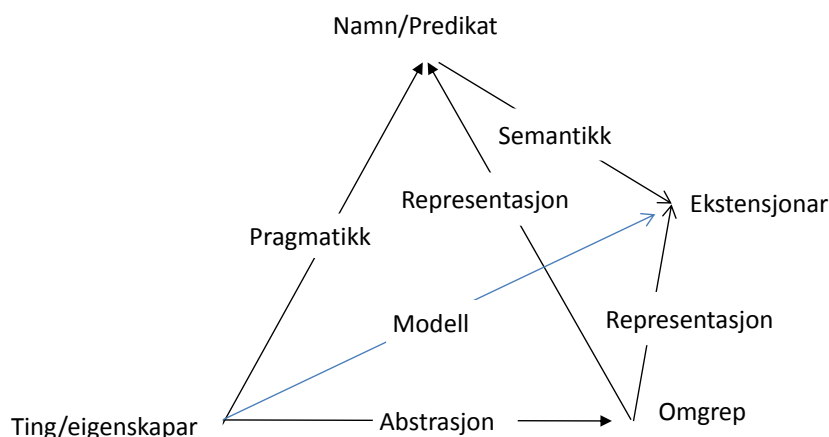 Namn/Predikat
Semantikk
Representasjon
Ekstensjonar
Pragmatikk
Modell
Representasjon
Ting/eigenskapar
Abstrasjon
Omgrep